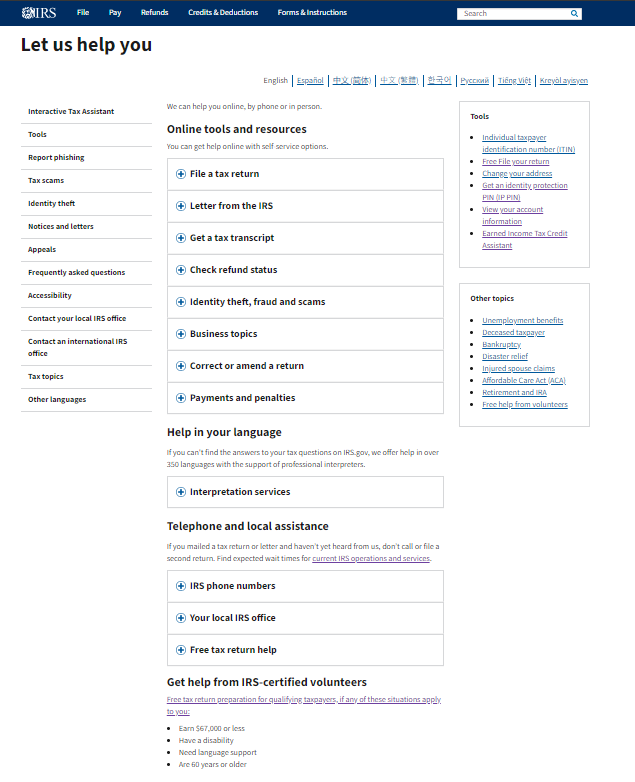 IRS
File
Pay
Refunds
Credits & Deductions
Forms & Instructions
Search
Let us help you
English
Español
中文 (简体)
中文 (繁體)
한국어
Русский
Tiếng Việt
Kreyòl ayisyen
Interactive Tax Assistant
Tools
Report phishing
Tax scams
Identity theft
Notices and letters
Appeals
Frequently asked questions
Accessibility
Contact your local IRS office
Contact an international IRS
office
Tax topics
Other languages
We can help you online, by phone or in person.
Online tools and resources
You can get help online with self service options.
File a tax return
Letter from the IRS
Get a tax transcript
Check refund status
Identity theft, fraud and scams
Business topics
Correct or amend a return
Payments and penalties
Help in your language
If you can't find the answers to your tax questions on IRS.gov, we offer help in over
350 languages with the support of professional interpreters.
Interpretation services
Telephone and local assistance
If you mailed a tax return or letter and haven't yet heard from us, don't call or file a
second return. Find expected wait times for current IRS operations and services.
IRS phone numbers
Your local IRS office
Free tax return help
Get help from IRS-certified volunteers
Free tax return preparation for qualifying taxpayers, if any of these situations apply
to you:
Earn $67,000 or less
Have a disability
Need language support
Are 60 years or older
Tools
Individual taxpayer
identification number (ITIN)
Free File your return
Change your address
Get an identity protection
PIN (IP PIN)
View your account
information
Earned Income Tax Credit
Assistant
Other topics
Unemployment benefits
Deceased taxpayer
Bankruptcy
Disaster relief
Injured spouse claims
Affordable Care Act (ACA)
Retirement and IRA
Free help from volunteers